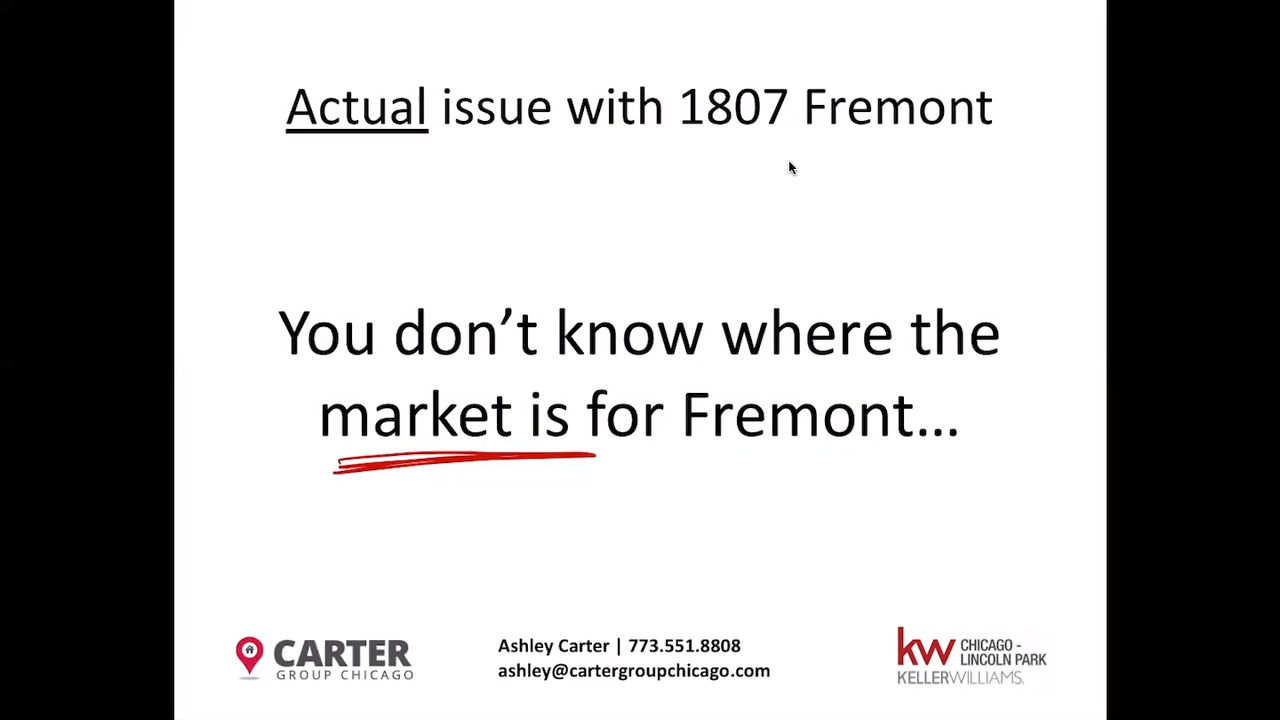 Actual issue with 1807 Fremont
You don’t know where the
market is for Fremont...
CARTER
GROUP CHICAGO
Ashley Carter | 773.551.8808
ashley@cartergroupchicago.com
kw CHICAGO -
LINCOLN PARK
KELLERWILLIAMS.